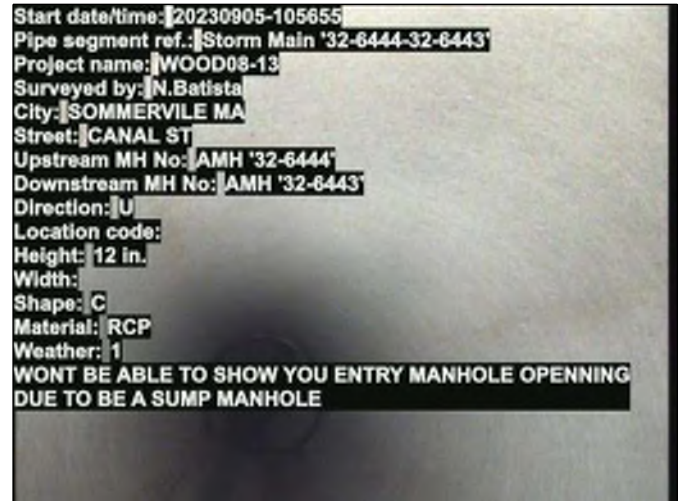 Start date/time: 20230905-105655
Pipe segment ref.: Storm Main '32-6444-32-6443'
Project name: WOOD08-13
Surveyed by: N.Batista
City: SOMMERVILE MA
Street: CANAL ST
Upstream MH No: AMH '32-6444'
Downstream MH No: AMH '32-6443'
Direction: U
Location code:
Height: 12 in.
Width:
Shape: C
Material: RCP
Weather: 1
WONT BE ABLE TO SHOW YOU ENTRY MANHOLE OPENNING
DUE TO BE A SUMP MANHOLE